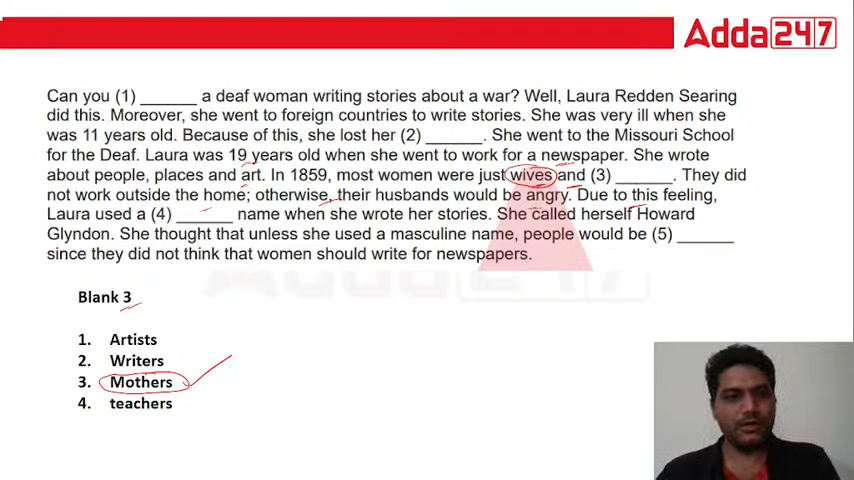 Adda247
Can you (1) ______ a deaf woman writing stories about a war? Well, Laura Redden Searing
did this. Moreover, she went to foreign countries to write stories. She was very ill when she
was 11 years old. Because of this, she lost her (2) ______. She went to the Missouri School
for the Deaf. Laura was 19 years old when she went to work for a newspaper. She wrote
about people, places and art. In 1859, most women were just wives and (3) ______. They did
not work outside the home; otherwise, their husbands would be angry. Due to this feeling,
Laura used a (4) ______ name when she wrote her stories. She called herself Howard
Glyndon. She thought that unless she used a masculine name, people would be (5) ______
since they did not think that women should write for newspapers.
Blank 3
1. Artists
2. Writers
3. Mothers
4. teachers